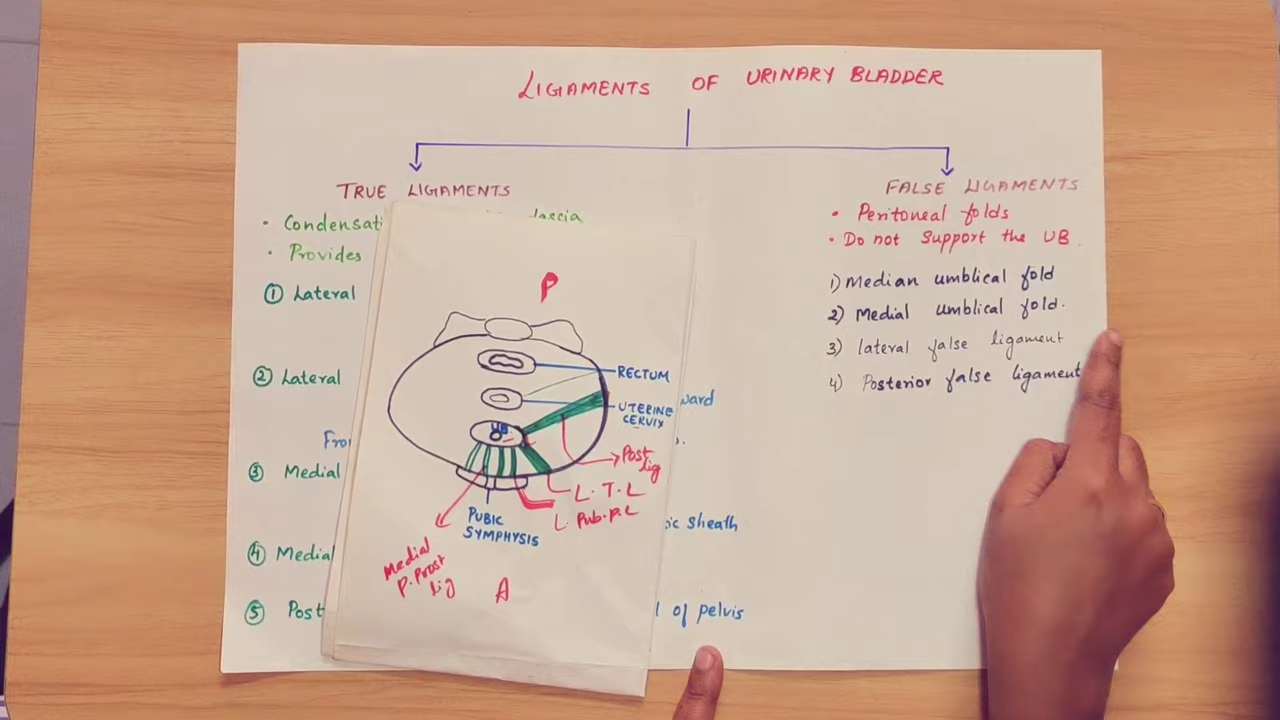 LIGAMENTS OF URINARY BLADDER
TRUE LIGAMENTS
• Condensati fascia
• Provides
① Lateral
② Lateral ward
Fro s.
③ Medial
ic sheath
④ Medial
⑤ Post l of pelvis
P
RECTUM
UTERINE
CERVIX
UB
Post
lig
L.T.L
L. Pub.P.L
PUBIC
SYMPHYSIS
Medial
P.Prost
lig
A
FALSE LIGAMENTS
• Peritoneal folds
• Do not support the UB.
1) Median umblical fold
2) Medial umblical fold.
3) lateral false ligament
4) Posterior false ligament